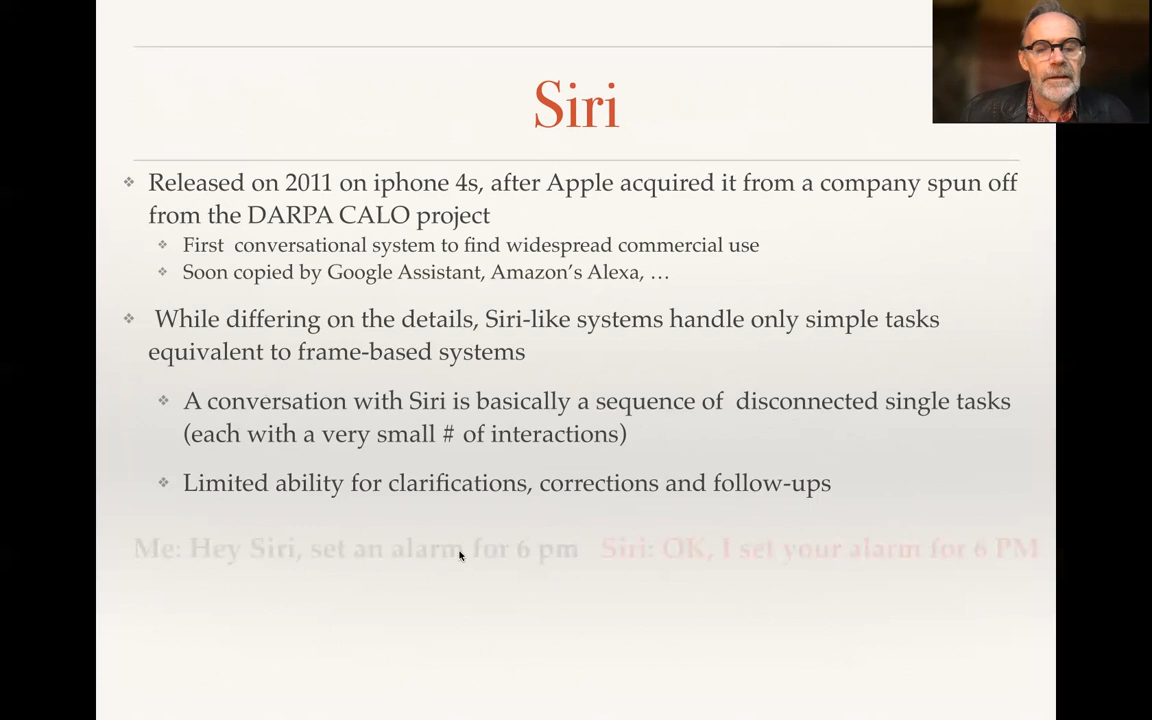 Siri
Released on 2011 on iphone 4s, after Apple acquired it from a company spun off
from the DARPA CALO project
First conversational system to find widespread commercial use
Soon copied by Google Assistant, Amazon's Alexa, …
While differing on the details, Siri-like systems handle only simple tasks
equivalent to frame-based systems
A conversation with Siri is basically a sequence of disconnected single tasks
(each with a very small # of interactions)
Limited ability for clarifications, corrections and follow-ups
Me: Hey Siri, set an alarm for 6 pm Siri: OK, I set your alarm for 6 PM